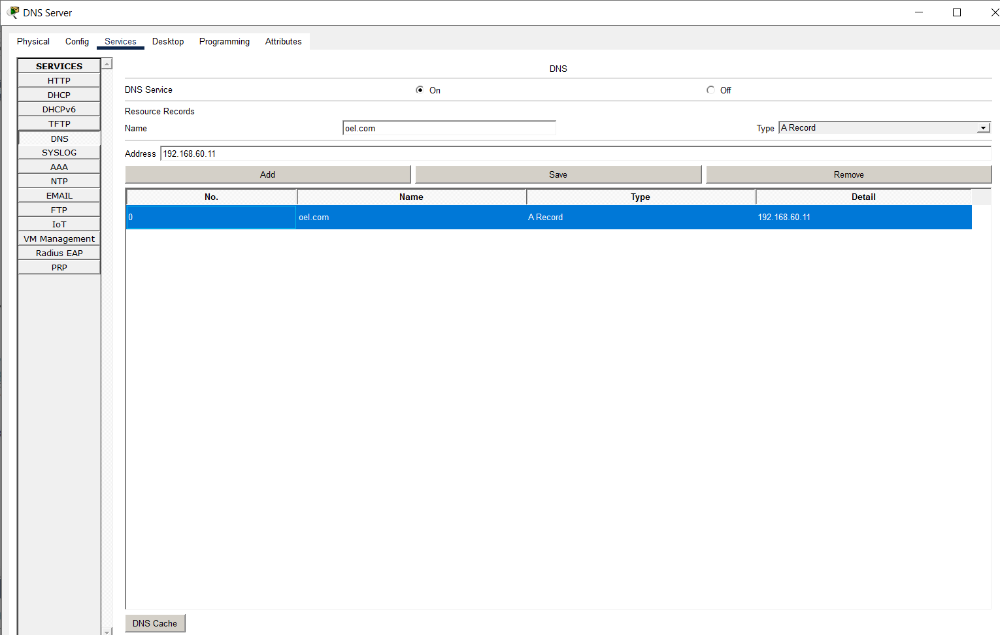 DNS Server
Physical Config Services Desktop Programming Attributes
SERVICES
HTTP
DHCP
DHCPv6
TFTP
DNS
SYSLOG
AAA
NTP
EMAIL
FTP
IoT
VM Management
Radius EAP
PRP
DNS
DNS Service On Off
Resource Records
Name oel.com Type A Record
Address 192.168.60.11
Add Save Remove
No. Name Type Detail
0 oel.com A Record 192.168.60.11
DNS Cache